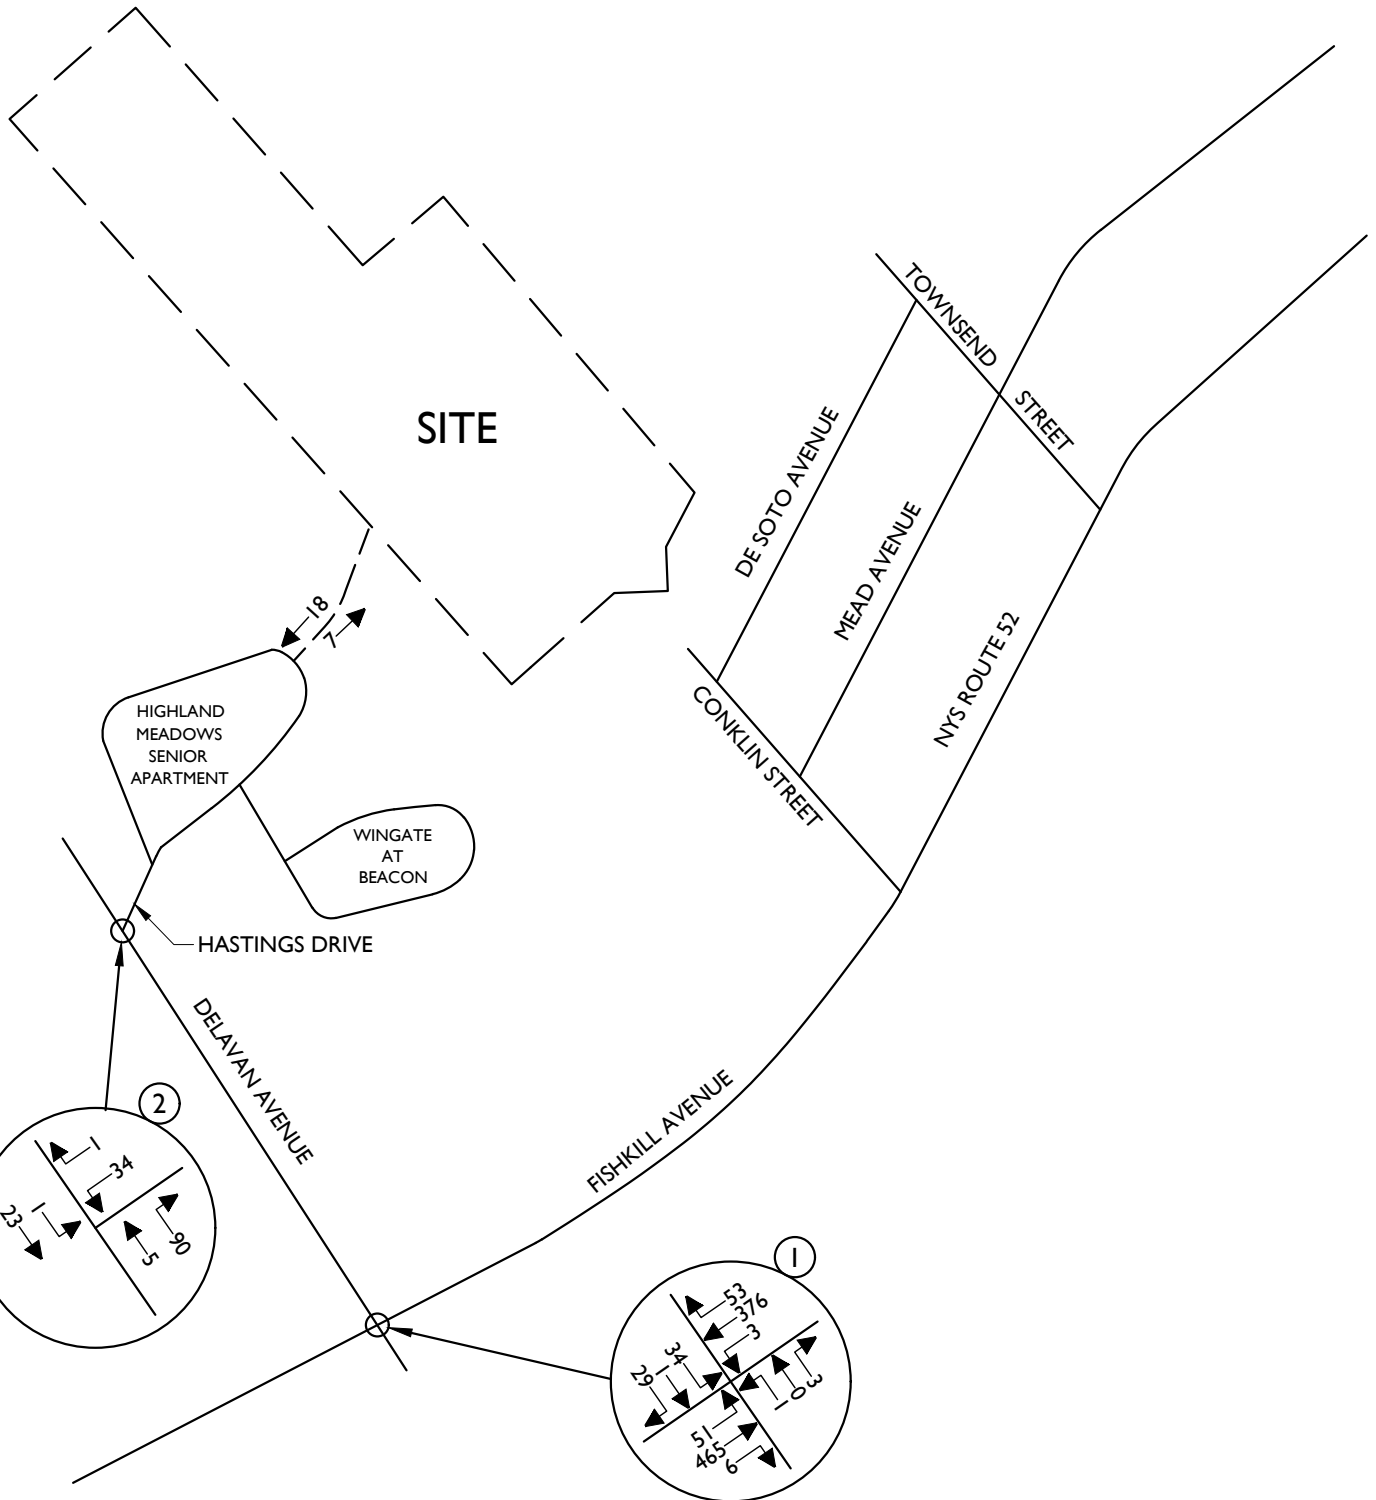 TOWNSEND STREET
SITE
DE SOTO AVENUE
MEAD AVENUE
18
7
NYS ROUTE 52
CONKLIN STREET
HIGHLAND
MEADOWS
SENIOR
APARTMENT
WINGATE
AT
BEACON
HASTINGS DRIVE
DELAVAN AVENUE
FISHKILL AVENUE
2
1
34
1
23
5
90
1
53
376
3
34
1
29
3
0
1
51
465
6